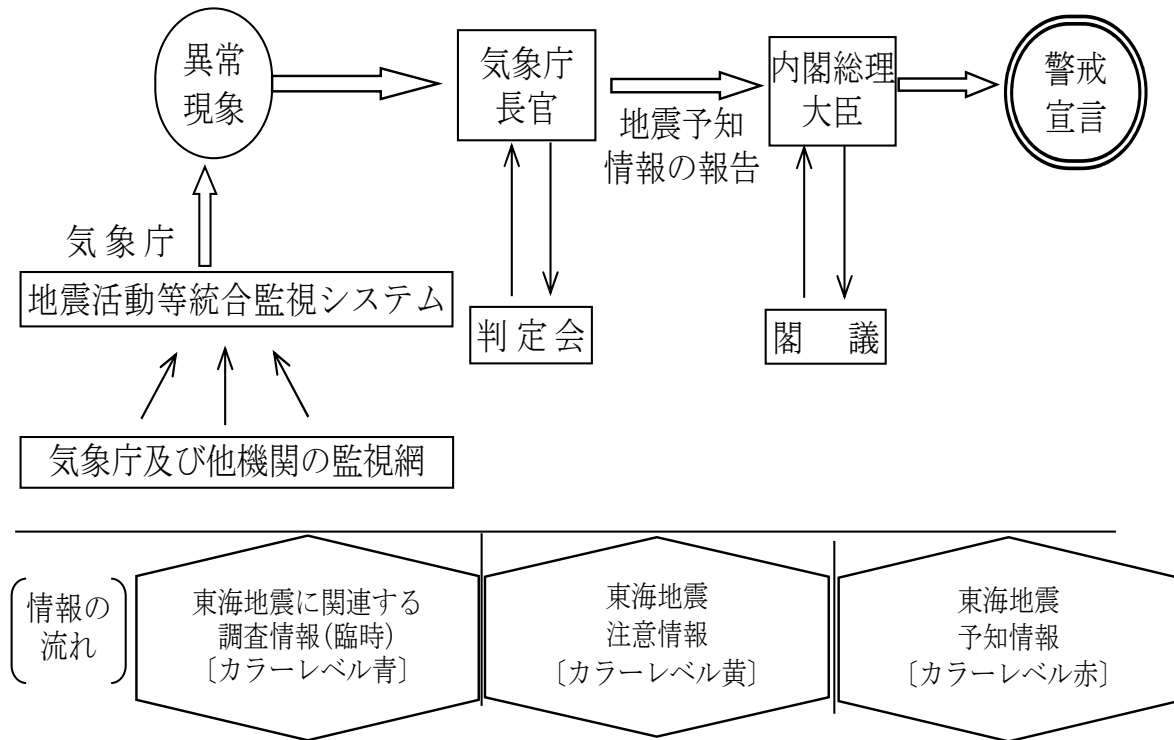 異常
現象
気象庁
長官
地震予知
情報の報告
内閣総理
大臣
警戒
宣言
気象庁
地震活動等統合監視システム
判定会
閣　議
気象庁及び他機関の監視網
情報の
流れ
東海地震に関連する
調査情報(臨時)
〔カラーレベル青〕
東海地震
注意情報
〔カラーレベル黄〕
東海地震
予知情報
〔カラーレベル赤〕